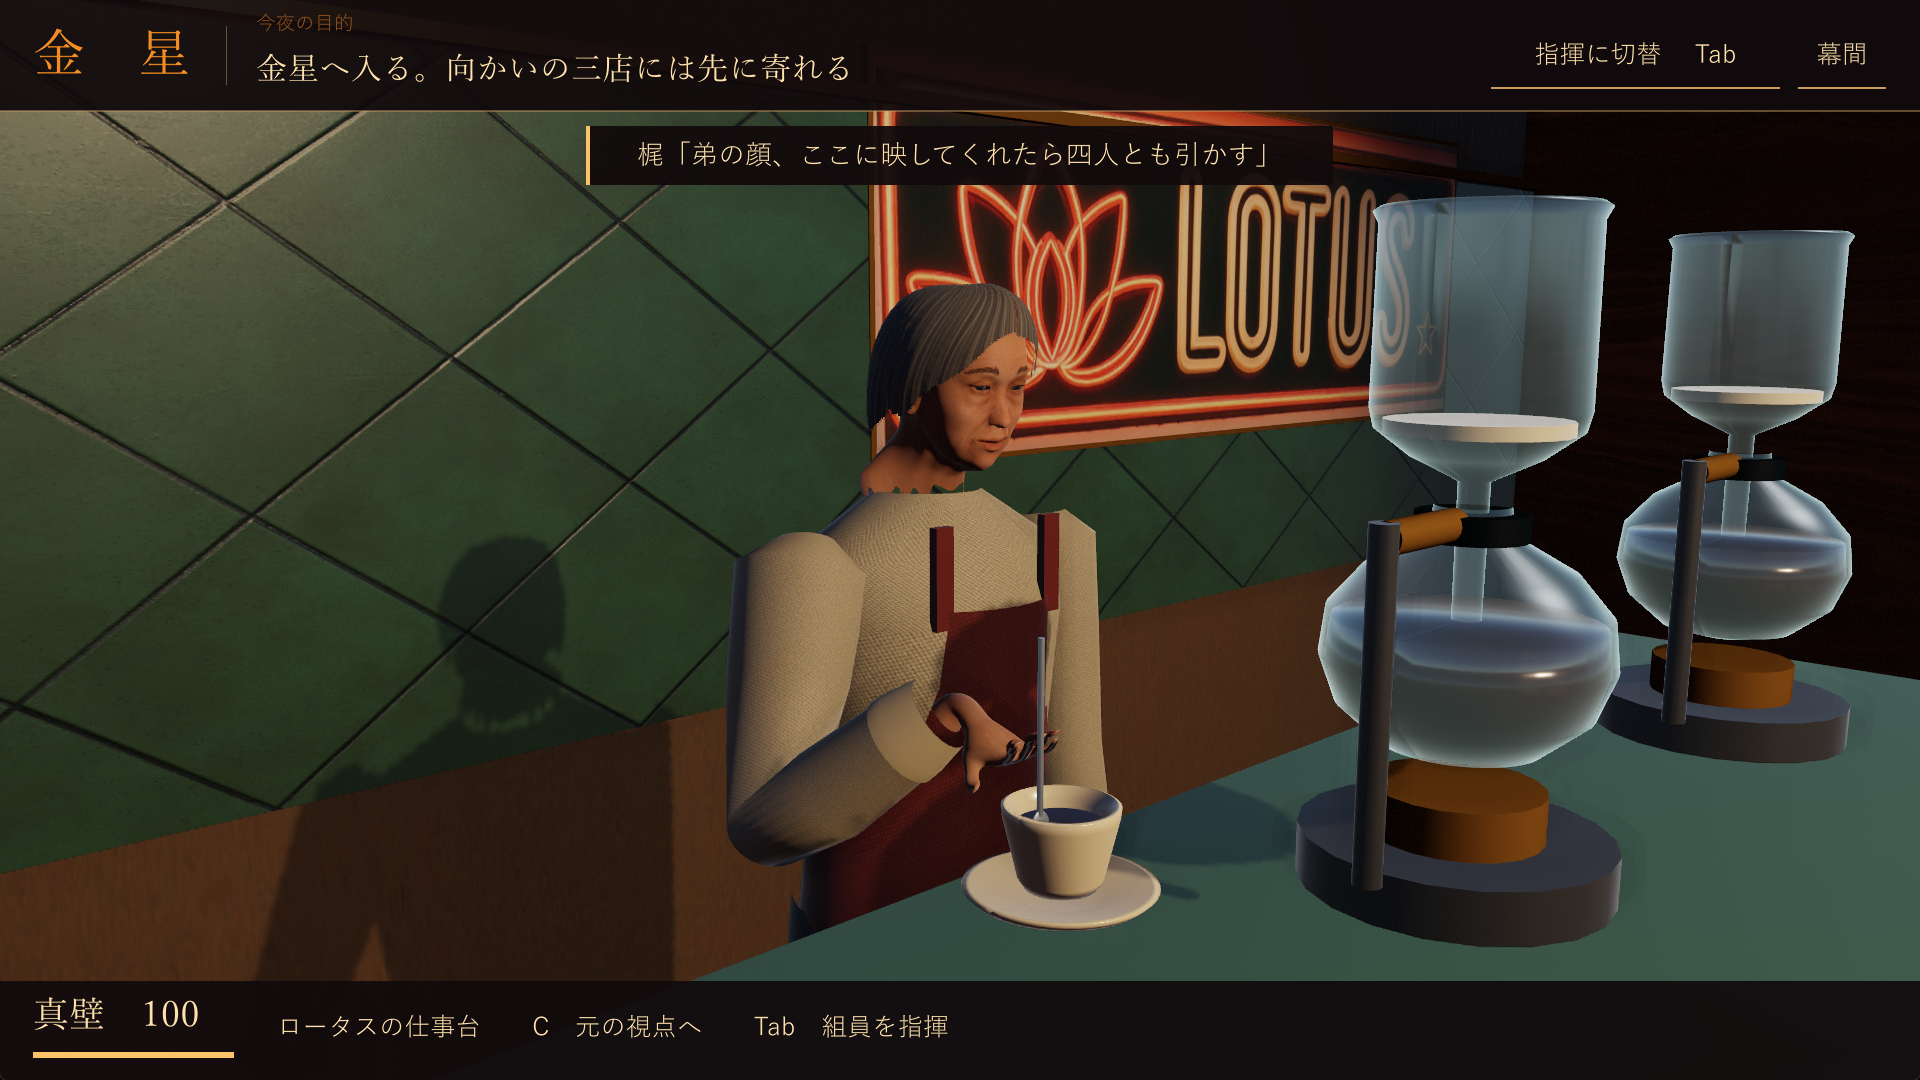 金星
今夜の目的
金星へ入る。向かいの三店には先に寄れる
指揮に切替 Tab
幕間
梶「弟の顔、ここに映してくれたら四人とも引かす」
LOTUS
真壁 100
ロータスの仕事台 C 元の視点へ Tab 組員を指揮